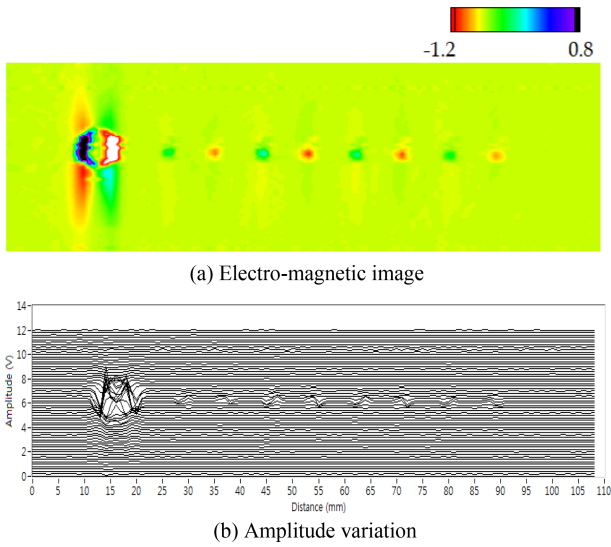 -1.2 0.8
(a) Electro-magnetic image
14
12
10
8
6
4
2
0
Amplitude (V)
0 5 10 15 20 25 30 35 40 45 50 55 60 65 70 75 80 85 90 95 100 105 110
Distance (mm)
(b) Amplitude variation